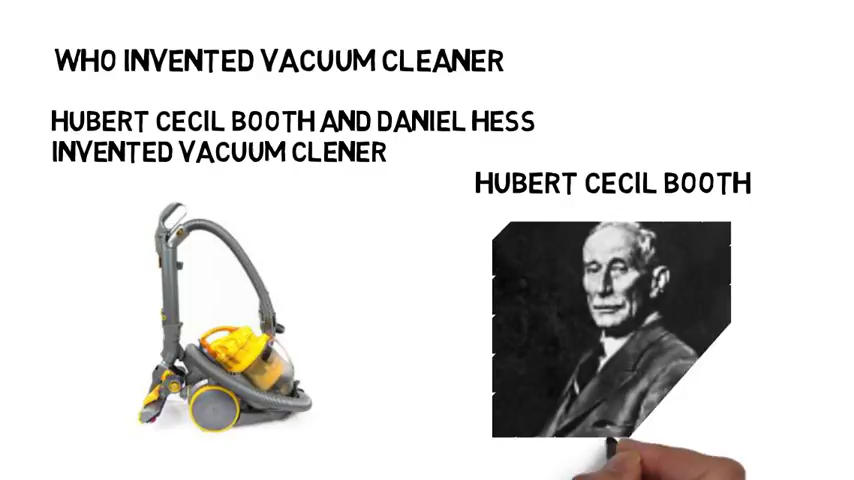 WHO INVENTED VACUUM CLEANER
HUBERT CECIL BOOTH AND DANIEL HESS
INVENTED VACUUM CLENER
HUBERT CECIL BOOTH